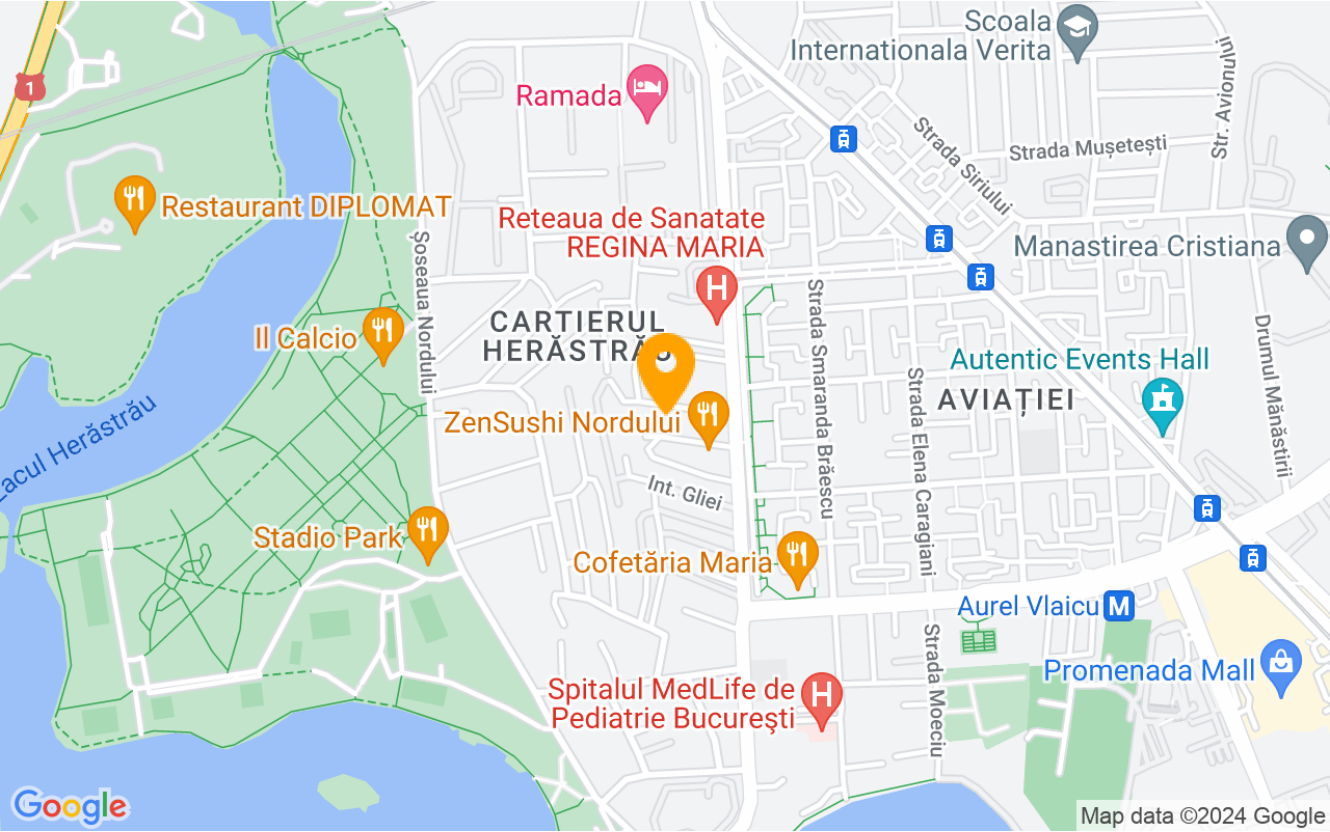 Scoala
Internationala Verita
1
Ramada
Str. Avionului
Strada Mușetești
Strada Siriului
Restaurant DIPLOMAT
Reteaua de Sanatate
REGINA MARIA
H
Manastirea Cristiana
Șoseaua Nordului
Il Calcio
CARTIERUL
HERĂSTRĂU
Strada Smaranda Brăescu
Drumul Mănăstirii
Autentic Events Hall
Strada Elena Caragiani
AVIAȚIEI
Lacul Herăstrău
ZenSushi Nordului
Int. Gliei
Stadio Park
Cofetăria Maria
Aurel Vlaicu M
Strada Moeciu
Promenada Mall
Spitalul MedLife de
Pediatrie București
H
Google
Map data ©2024 Google